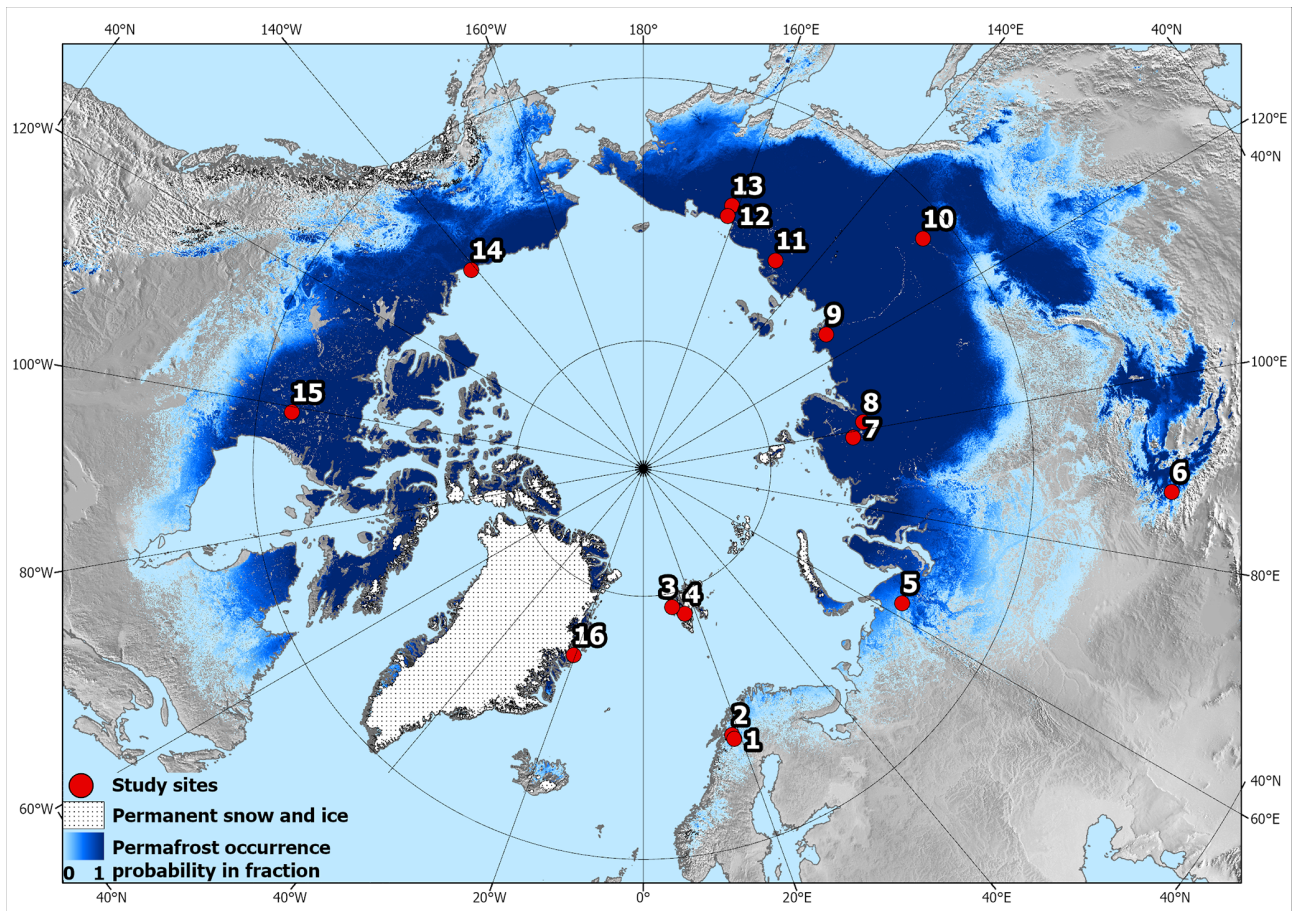 40°N 140°W 160°W 180° 160°E 140°E 40°N
120°W
120°E
40°N
13
12
10
14
11
9
100°W
100°E
15
8
7
6
80°W
80°E
5
3
4
16
2
1
Study sites
Permanent snow and ice
Permafrost occurrence
0 1 probability in fraction
60°W
40°N
60°E
40°N 40°W 20°W 0° 20°E 40°E 40°N